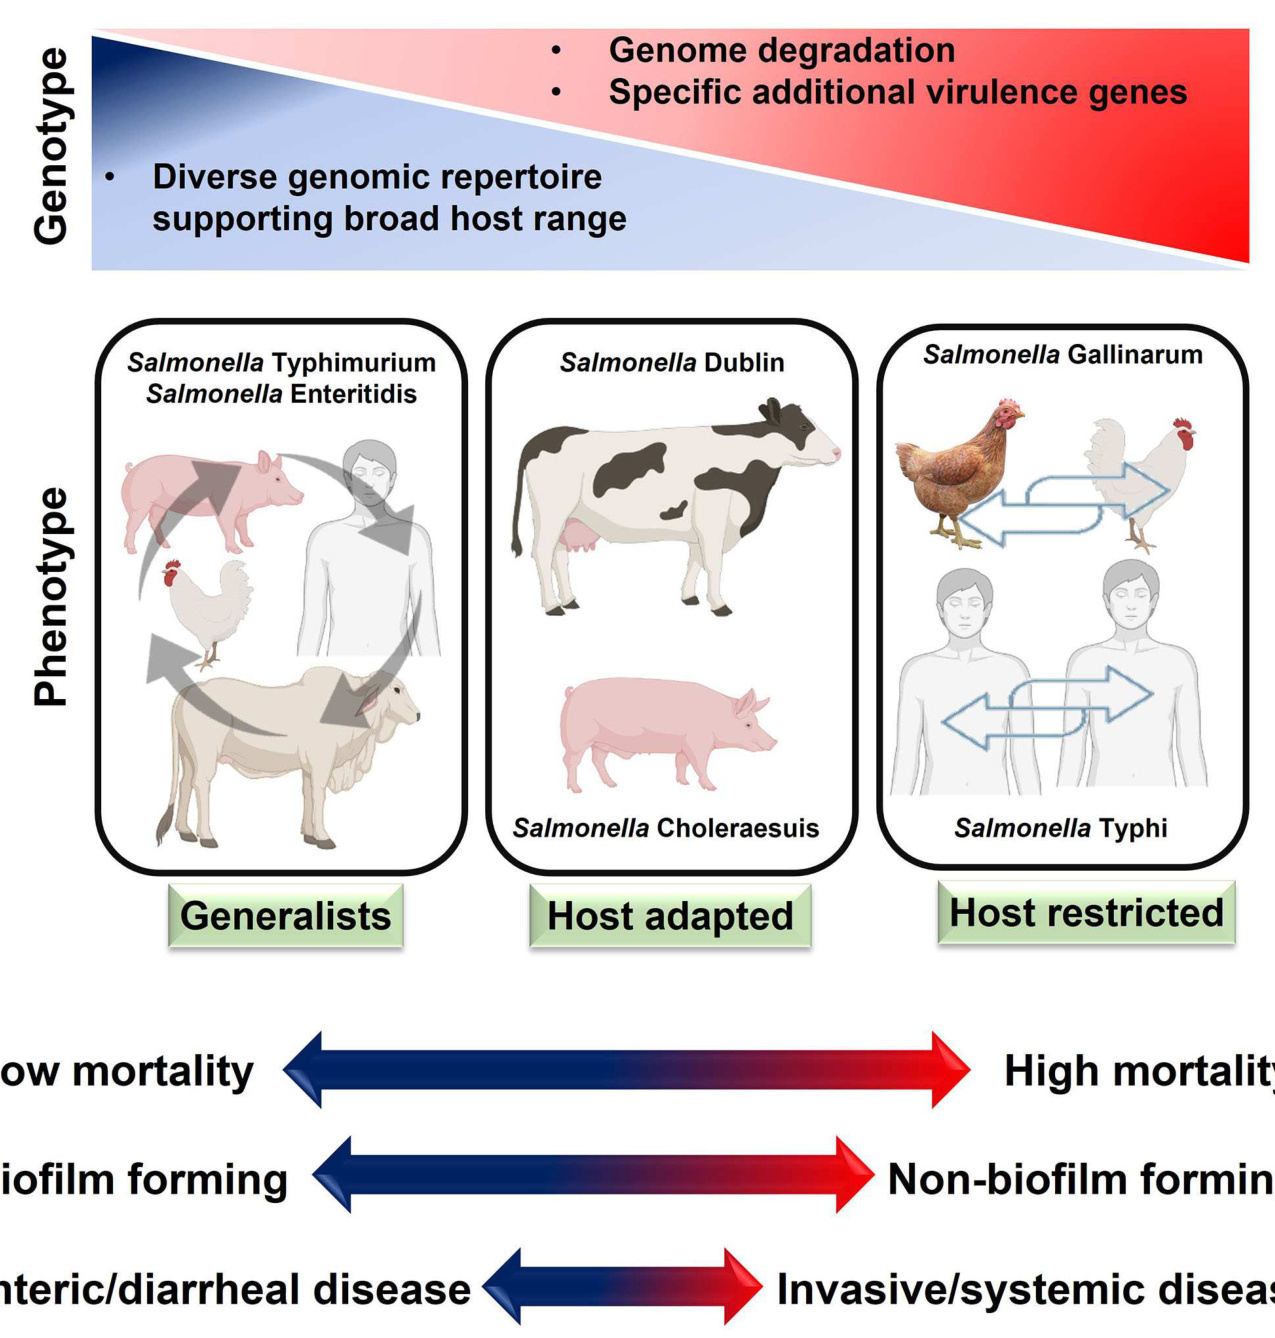 Genotype
• Genome degradation
• Specific additional virulence genes
• Diverse genomic repertoire
supporting broad host range
Phenotype
Salmonella Typhimurium
Salmonella Enteritidis
Salmonella Dublin
Salmonella Choleraesuis
Salmonella Gallinarum
Salmonella Typhi
Generalists
Host adapted
Host restricted
ow mortality
High mortality
iofilm forming
Non-biofilm formin
nteric/diarrheal disease
Invasive/systemic diseas